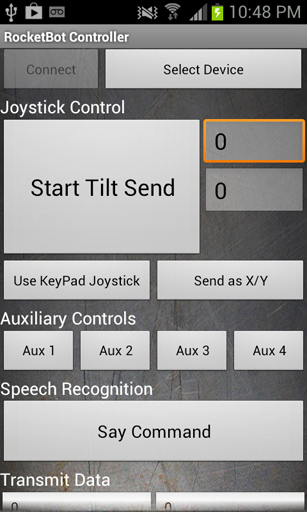 10:48 PM
RocketBot Controller
Connect Select Device
Joystick Control
Start Tilt Send
0
0
Use KeyPad Joystick Send as X/Y
Auxiliary Controls
Aux 1 Aux 2 Aux 3 Aux 4
Speech Recognition
Say Command
Transmit Data
0 0